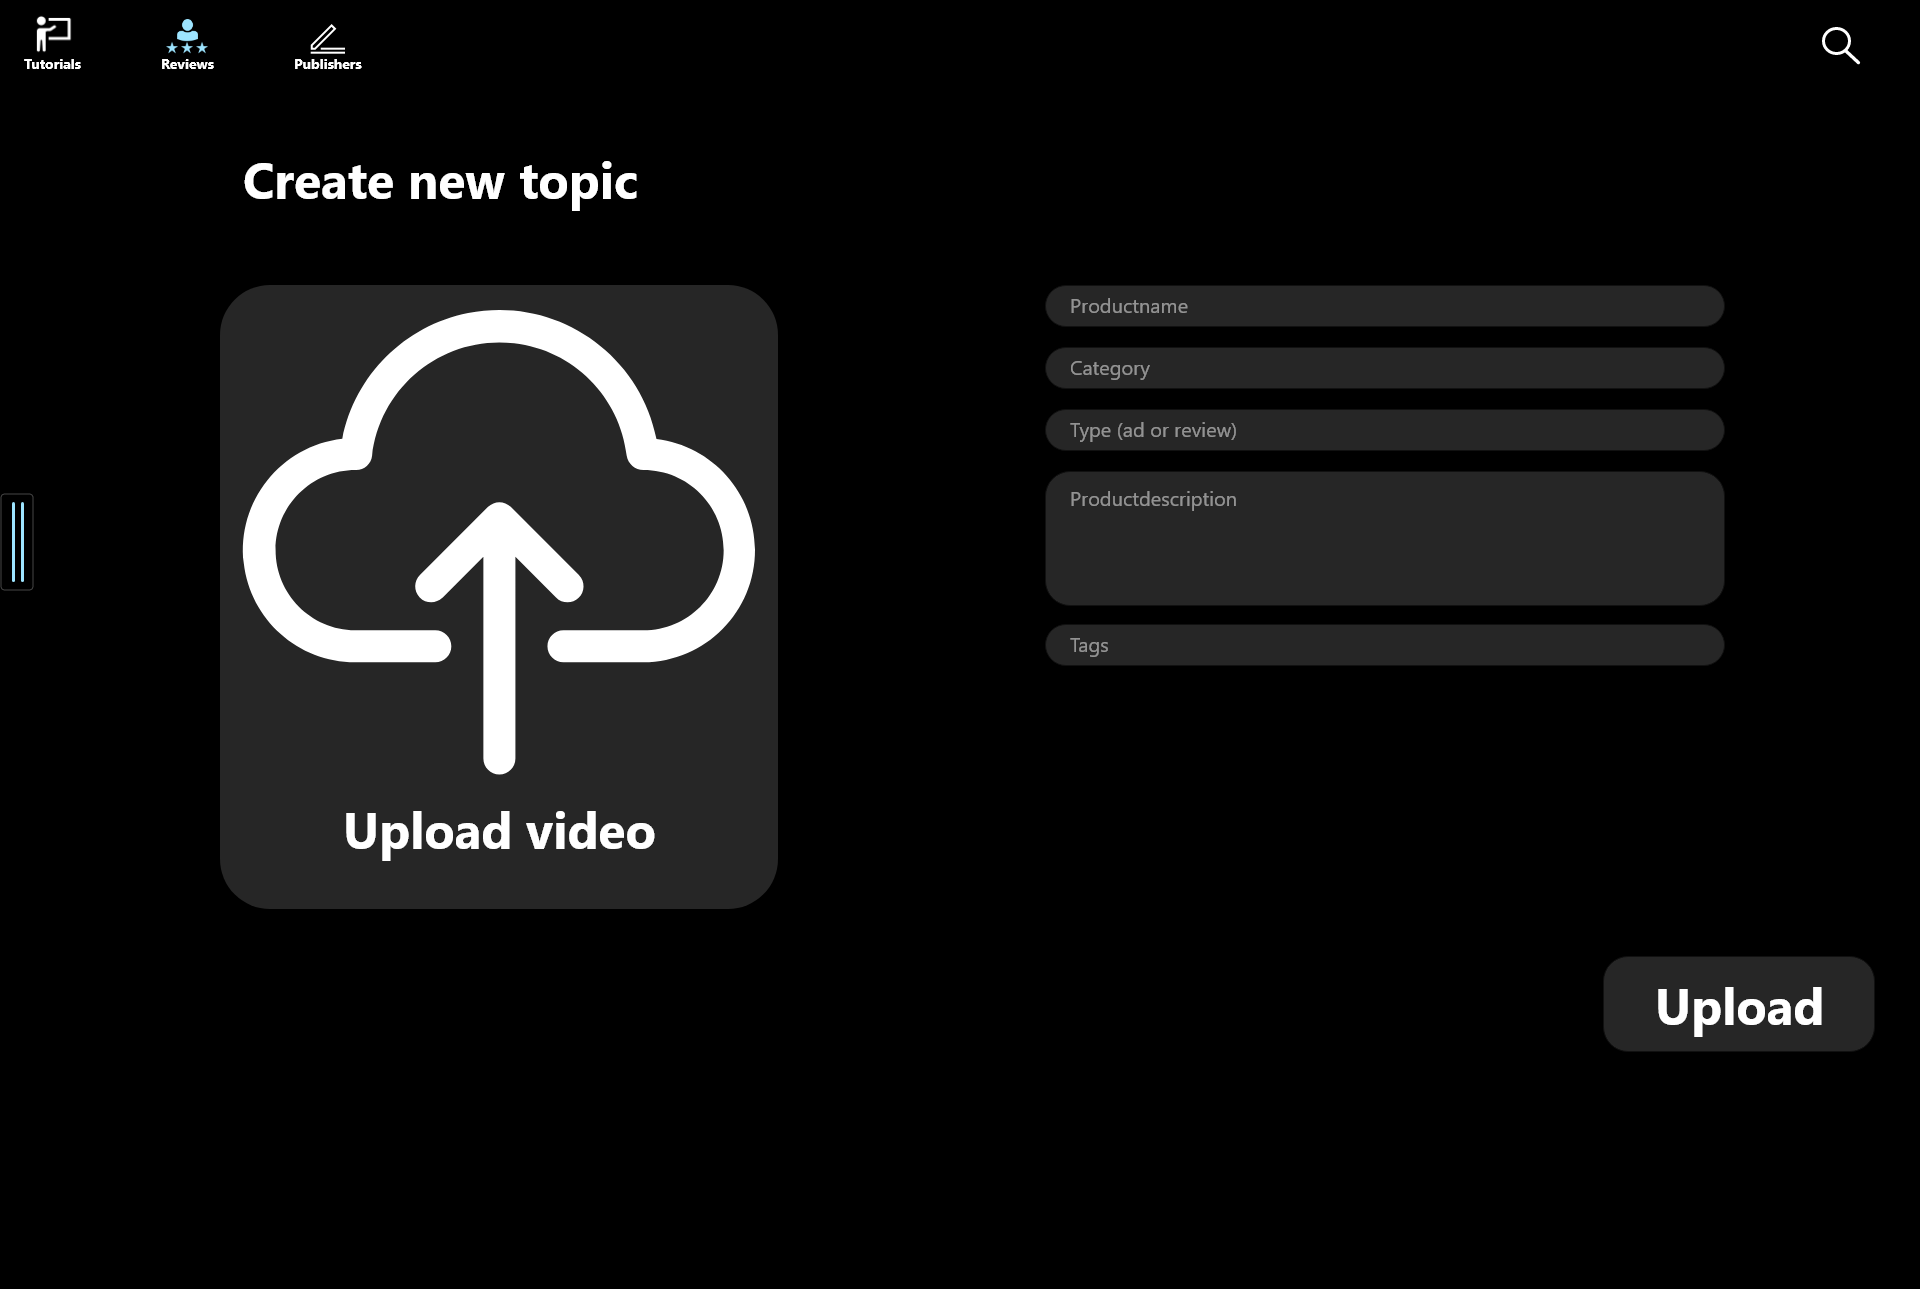 Tutorials
Reviews
Publishers
Create new topic
Upload video
Productname
Category
Type (ad or review)
Productdescription
Tags
Upload